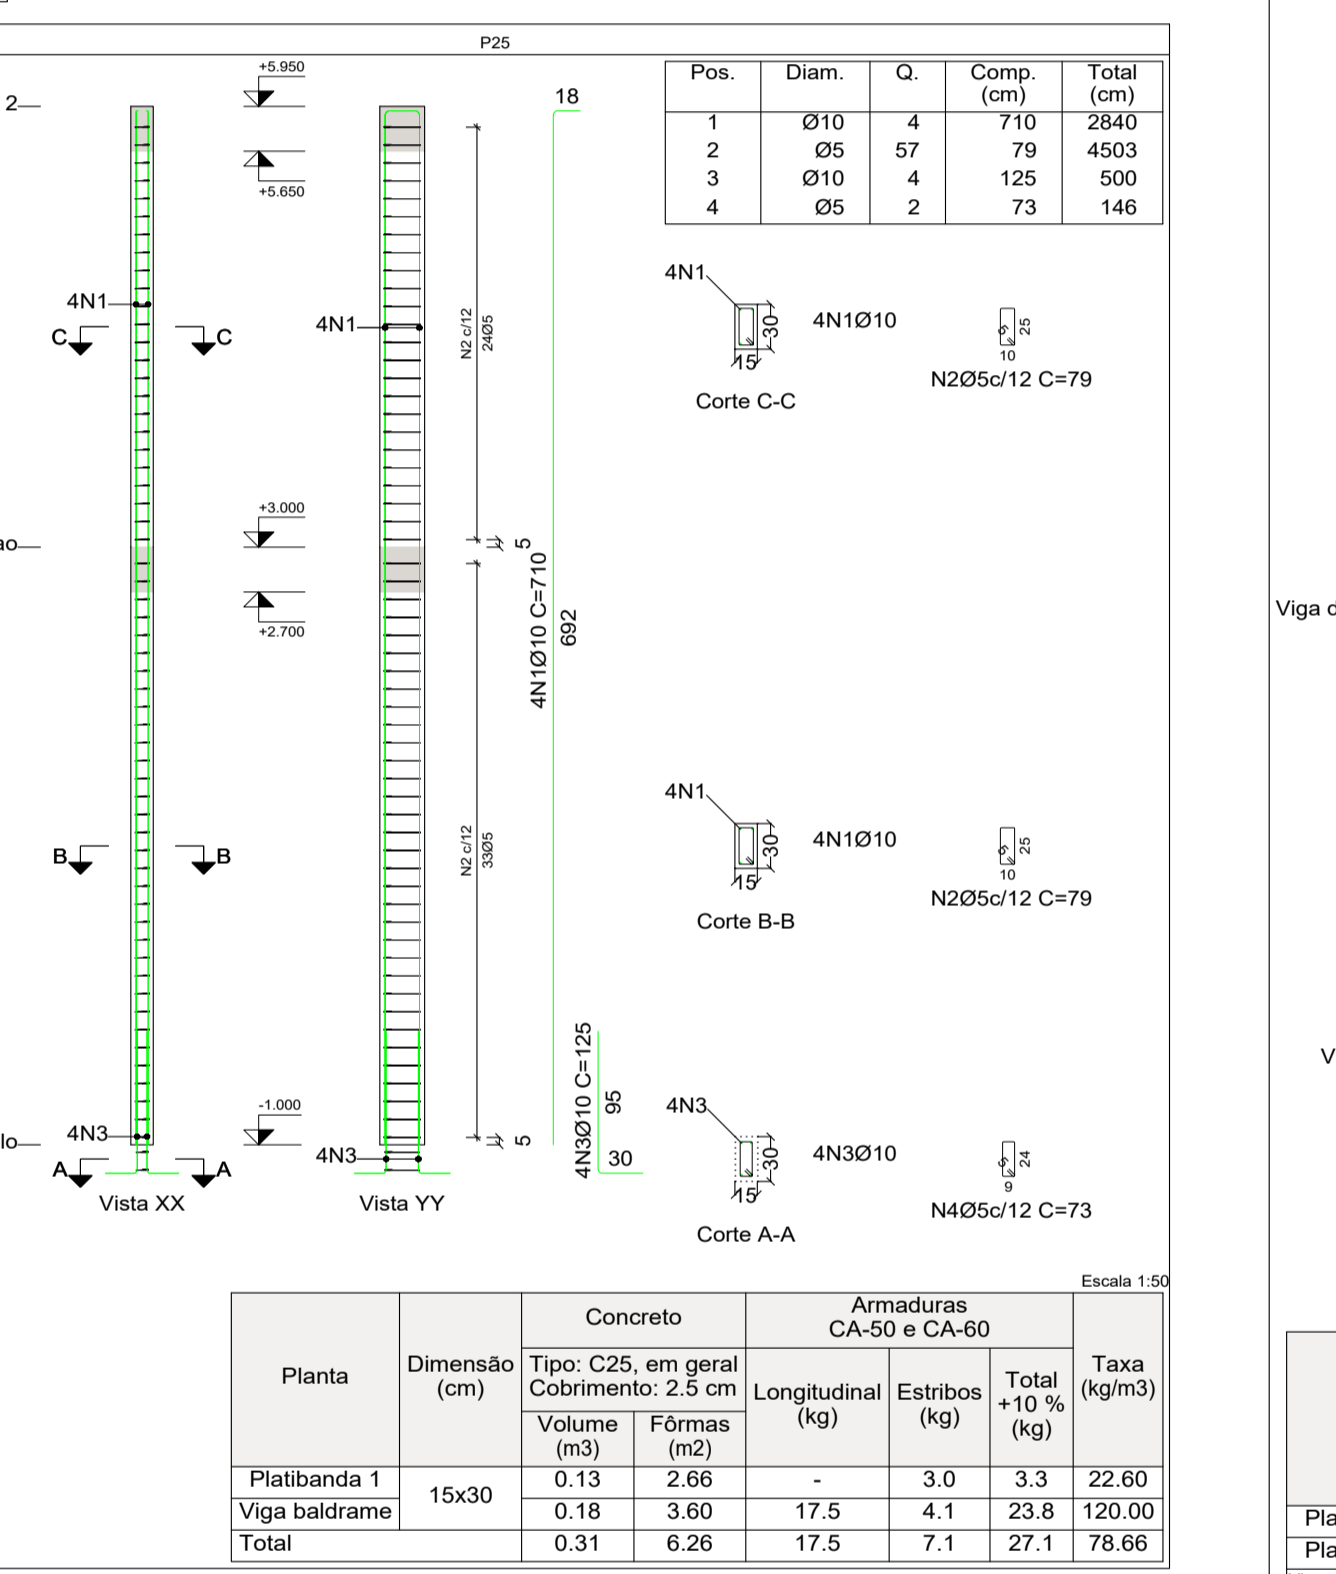 P25
Pos. Diam. Q. Comp. (cm) Total (cm)
1 Ø10 4 710 2840
2 Ø5 57 79 4503
3 Ø10 4 125 500
4 Ø5 2 73 146
2
+5.950
+5.650
18
4N1
C C
4N1
N2 c/12
24Ø5
4N1
30
15
4N1Ø10
Corte C-C
5
25
10
N2Ø5c/12 C=79
ao
+3.000
+2.700
5
4N1Ø10 C=710
692
Viga d
B B
N2 c/12
33Ø5
4N1
30
15
4N1Ø10
Corte B-B
5
25
10
N2Ø5c/12 C=79
V
lo
-1.000
4N3
A A
Vista XX
4N3
Vista YY
5
4N3Ø10 C=125
95
30
4N3
30
15
4N3Ø10
Corte A-A
5
24
9
N4Ø5c/12 C=73
Escala 1:50
Planta
Dimensão
(cm)
Concreto
Tipo: C25, em geral
Cobrimento: 2.5 cm
Volume
(m3)
Fôrmas
(m2)
Armaduras
CA-50 e CA-60
Longitudinal
(kg)
Estribos
(kg)
Total
+10 %
(kg)
Taxa
(kg/m3)
Platibanda 1 15x30 0.13 2.66 - 3.0 3.3 22.60
Viga baldrame 0.18 3.60 17.5 4.1 23.8 120.00
Total 0.31 6.26 17.5 7.1 27.1 78.66
Pla
Pla